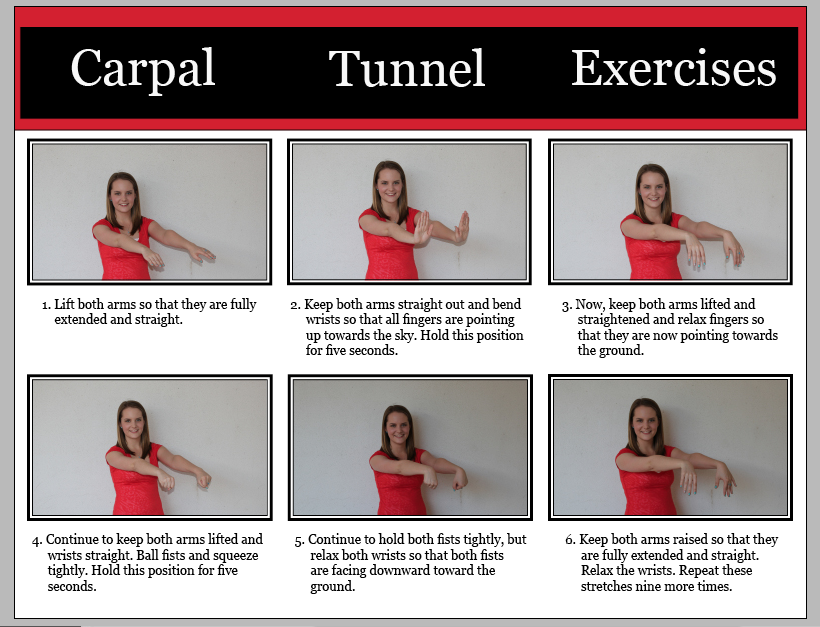 Carpal Tunnel Exercises
1. Lift both arms so that they are fully
extended and straight.
2. Keep both arms straight out and bend
wrists so that all fingers are pointing
up towards the sky. Hold this position
for five seconds.
3. Now, keep both arms lifted and
straightened and relax fingers so
that they are now pointing towards
the ground.
4. Continue to keep both arms lifted and
wrists straight. Ball fists and squeeze
tightly. Hold this position for five
seconds.
5. Continue to hold both fists tightly, but
relax both wrists so that both fists
are facing downward toward the
ground.
6. Keep both arms raised so that they
are fully extended and straight.
Relax the wrists. Repeat these
stretches nine more times.